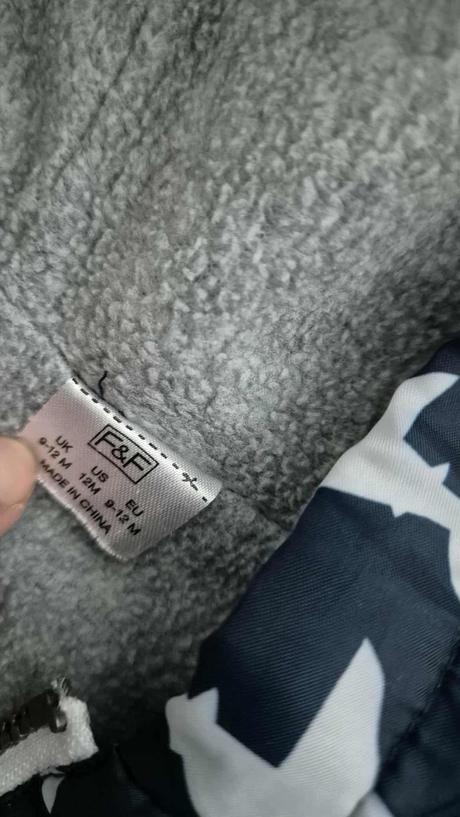 F&F
UK US EU
9-12 M 12M 9-12 M
MADE IN CHINA